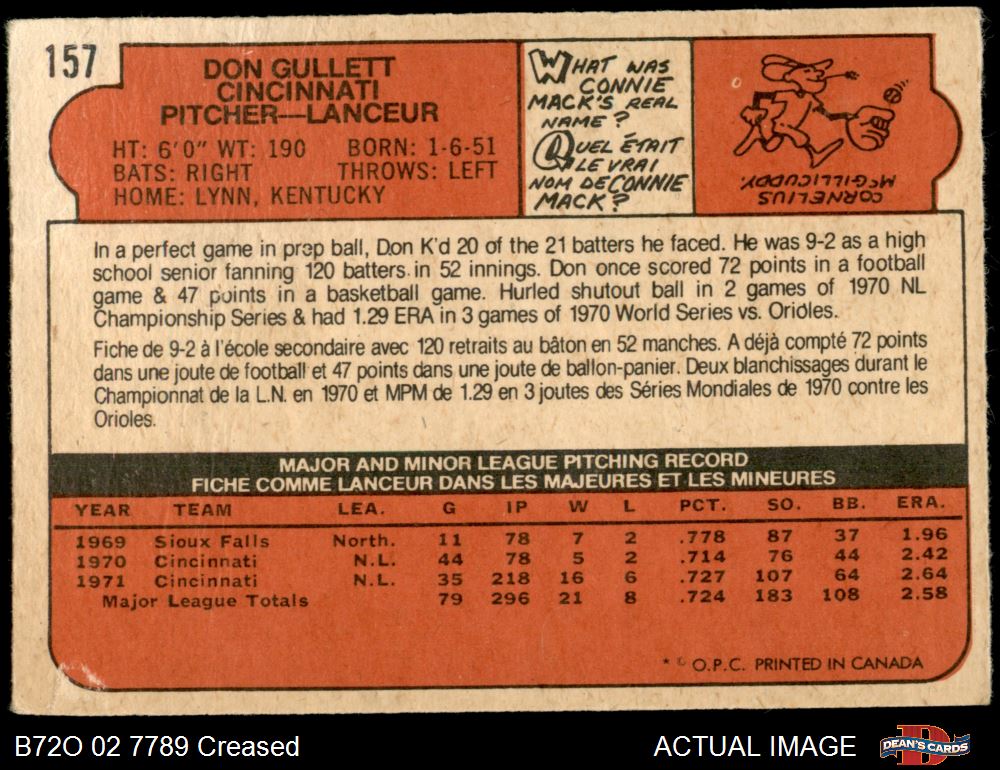 157
DON GULLETT
CINCINNATI
PITCHER—LANCEUR
HT: 6'0" WT: 190 BORN: 1-6-51
BATS: RIGHT THROWS: LEFT
HOME: LYNN, KENTUCKY
WHAT WAS
CONNIE
MACK'S REAL
NAME?
QUEL ÉTAIT
LE VRAI
NOM DE CONNIE
MACK?
CORNELIUS
McGILLICUDDY.
In a perfect game in prep ball, Don K'd 20 of the 21 batters he faced. He was 9-2 as a high
school senior fanning 120 batters in 52 innings. Don once scored 72 points in a football
game & 47 points in a basketball game. Hurled shutout ball in 2 games of 1970 NL
Championship Series & had 1.29 ERA in 3 games of 1970 World Series vs. Orioles.
Fiche de 9-2 à l'école secondaire avec 120 retraits au bâton en 52 manches. A déjà compté 72 points
dans une joute de football et 47 points dans une joute de ballon-panier. Deux blanchissages durant le
Championnat de la L.N. en 1970 et MPM de 1.29 en 3 joutes des Séries Mondiales de 1970 contre les
Orioles.
MAJOR AND MINOR LEAGUE PITCHING RECORD
FICHE COMME LANCEUR DANS LES MAJEURES ET LES MINEURES
YEAR TEAM LEA. G IP W L PCT. SO. BB. ERA.
1969 Sioux Falls North. 11 78 7 2 .778 87 37 1.96
1970 Cincinnati N.L. 44 78 5 2 .714 76 44 2.42
1971 Cincinnati N.L. 35 218 16 6 .727 107 64 2.64
Major League Totals 79 296 21 8 .724 183 108 2.58
* © O.P.C. PRINTED IN CANADA
B72O 02 7789 Creased
ACTUAL IMAGE
D
DEAN'S CARDS